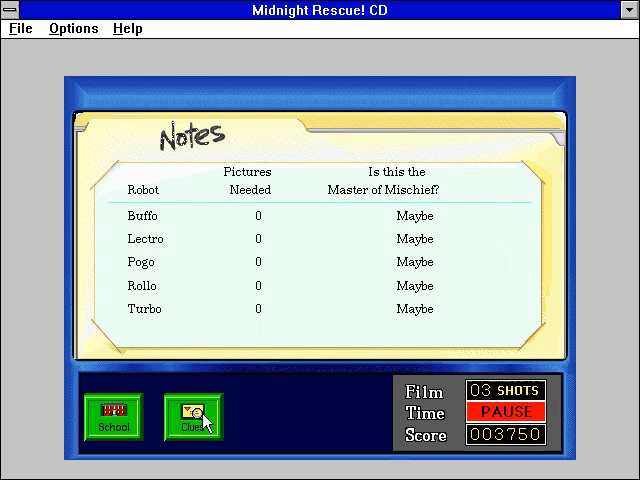 Midnight Rescue! CD
File Options Help
Notes
Pictures Is this the
Robot Needed Master of Mischief?
Buffo 0 Maybe
Lectro 0 Maybe
Pogo 0 Maybe
Rollo 0 Maybe
Turbo 0 Maybe
School Clues
Film 03 SHOTS
Time PAUSE
Score 003750